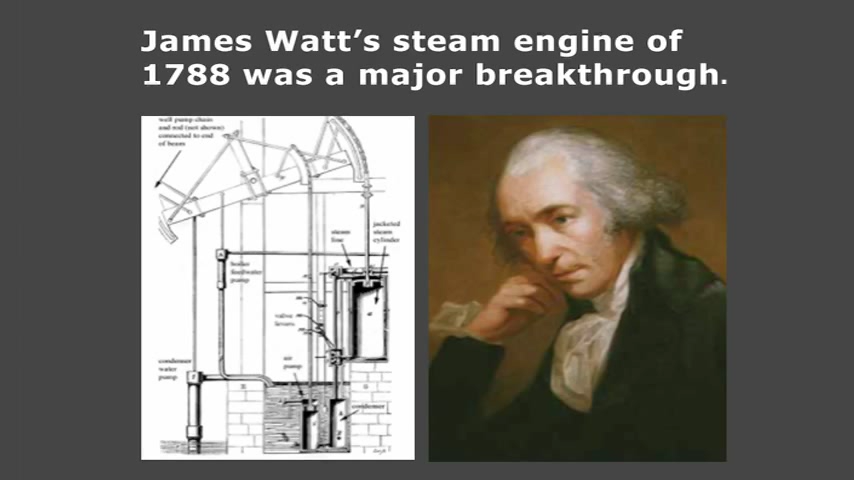 James Watt’s steam engine of
1788 was a major breakthrough.
well pump chain
and rod (not shown)
connected to end
of beam
steam
line
jacketed
steam
cylinder
boiler
feedwater
pump
valve
levers
air
pump
condenser
water
pump
condenser